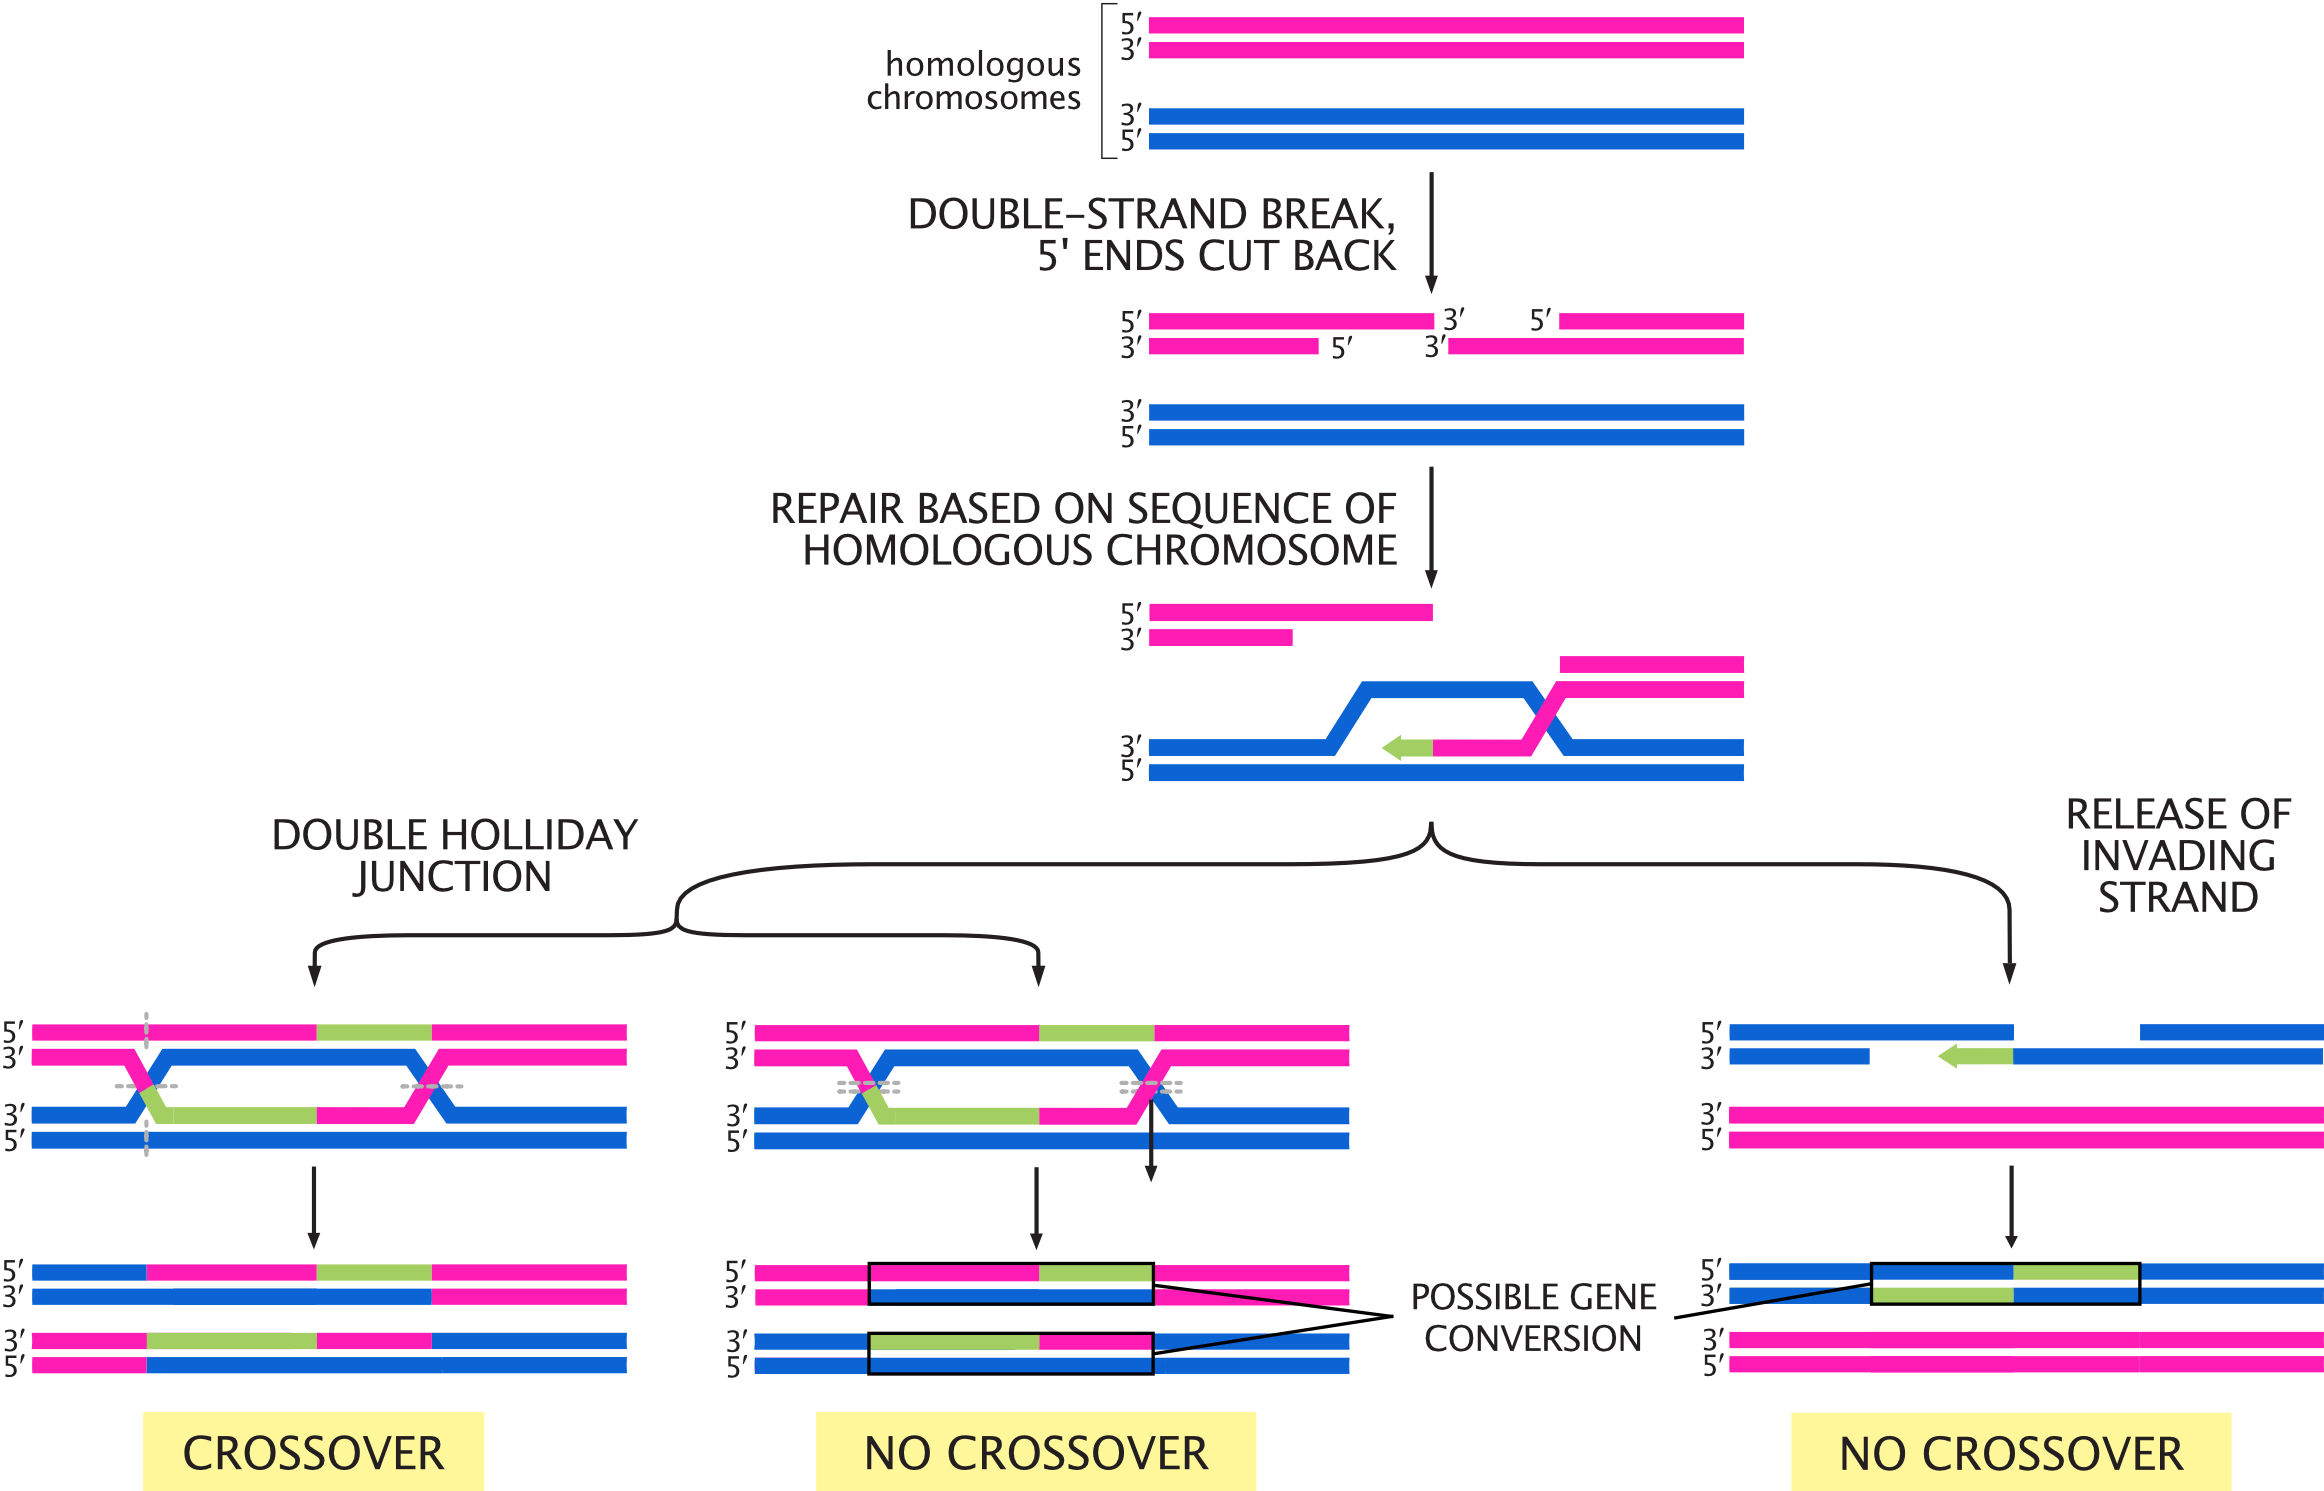 homologous
chromosomes
5′
3′
3′
5′
DOUBLE–STRAND BREAK,
5' ENDS CUT BACK
5′ 3′ 5′
3′ 5′ 3′
3′
5′
REPAIR BASED ON SEQUENCE OF
HOMOLOGOUS CHROMOSOME
5′
3′
3′
5′
DOUBLE HOLLIDAY
JUNCTION
RELEASE OF
INVADING
STRAND
5′
3′
3′
5′
5′
3′
3′
5′
5′
3′
3′
5′
5′
3′
3′
5′
5′
3′
3′
5′
POSSIBLE GENE
CONVERSION
5′
3′
3′
5′
CROSSOVER
NO CROSSOVER
NO CROSSOVER